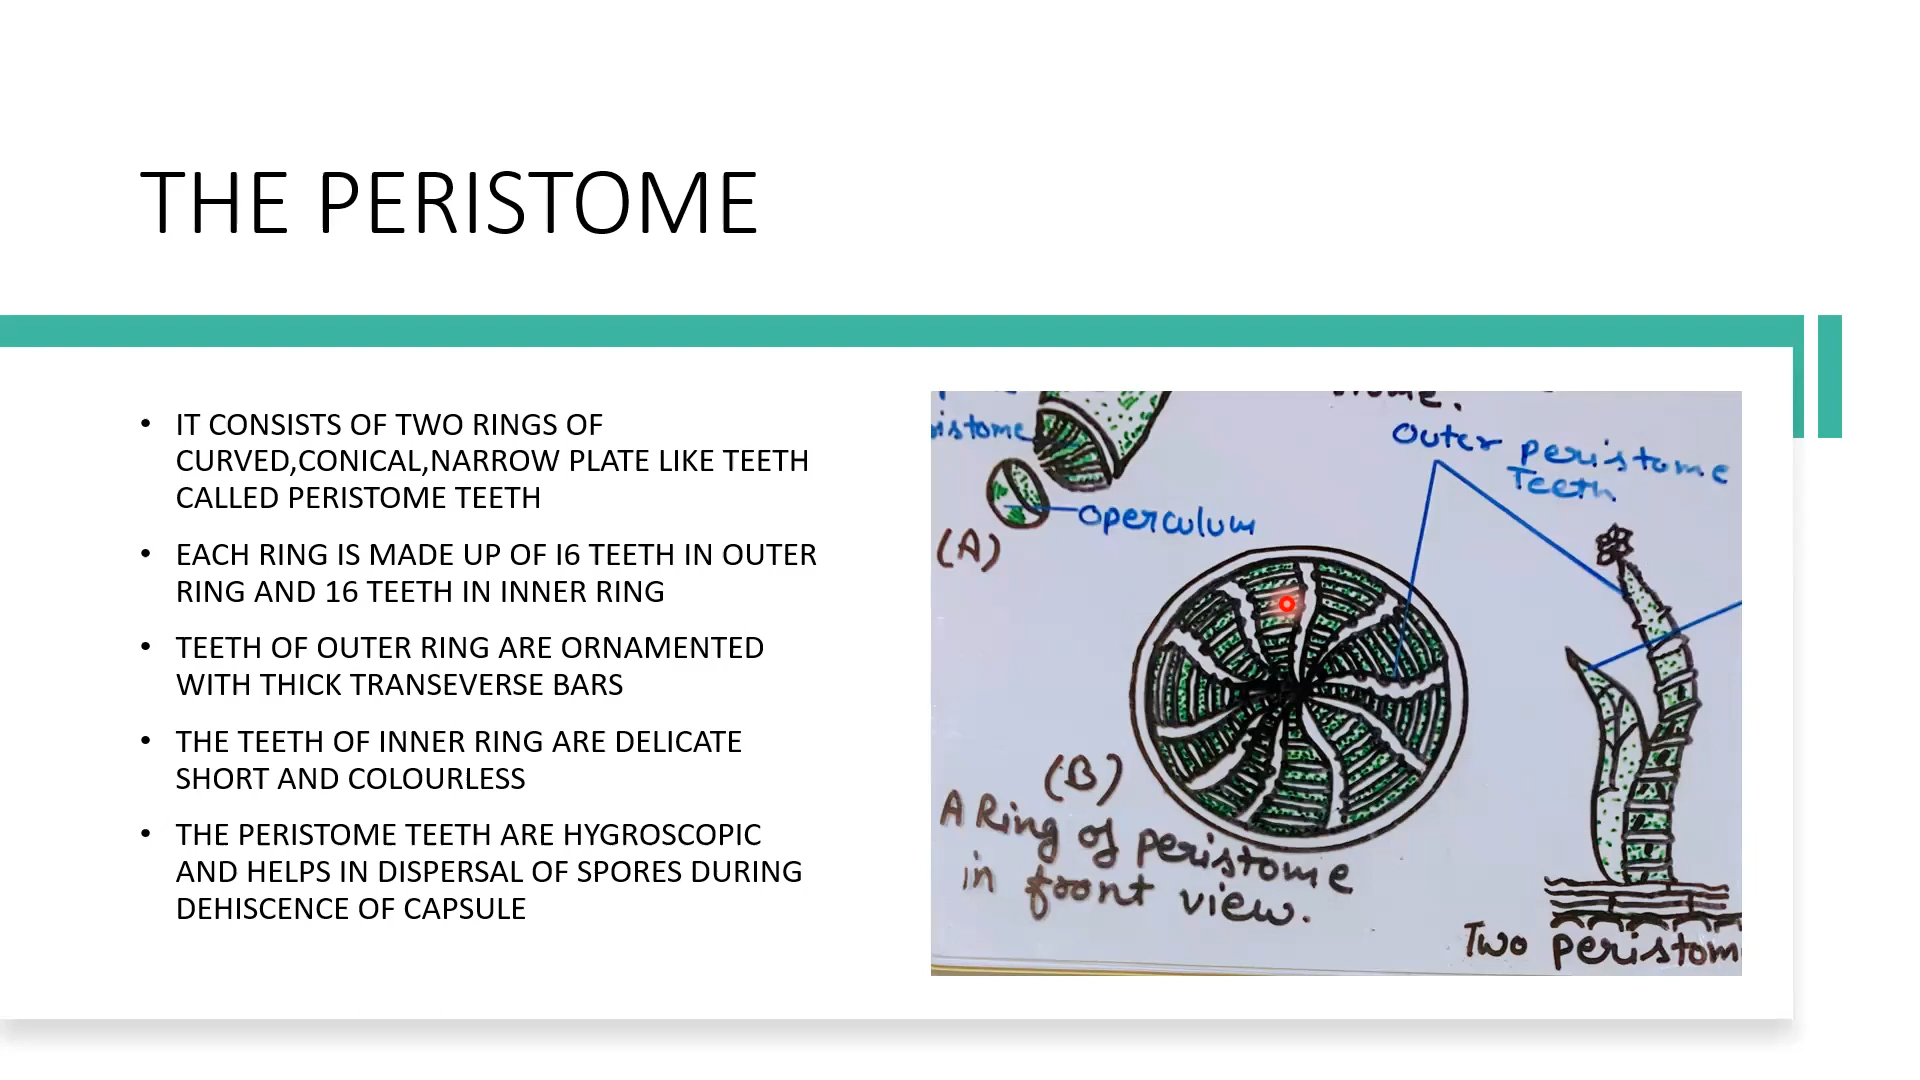 THE PERISTOME
• IT CONSISTS OF TWO RINGS OF
CURVED,CONICAL,NARROW PLATE LIKE TEETH
CALLED PERISTOME TEETH
• EACH RING IS MADE UP OF I6 TEETH IN OUTER
RING AND 16 TEETH IN INNER RING
• TEETH OF OUTER RING ARE ORNAMENTED
WITH THICK TRANSEVERSE BARS
• THE TEETH OF INNER RING ARE DELICATE
SHORT AND COLOURLESS
• THE PERISTOME TEETH ARE HYGROSCOPIC
AND HELPS IN DISPERSAL OF SPORES DURING
DEHISCENCE OF CAPSULE
istome
operculum
(A)
Outer peristome
Teeth
(B)
A Ring of peristome
in front view.
Two peristom